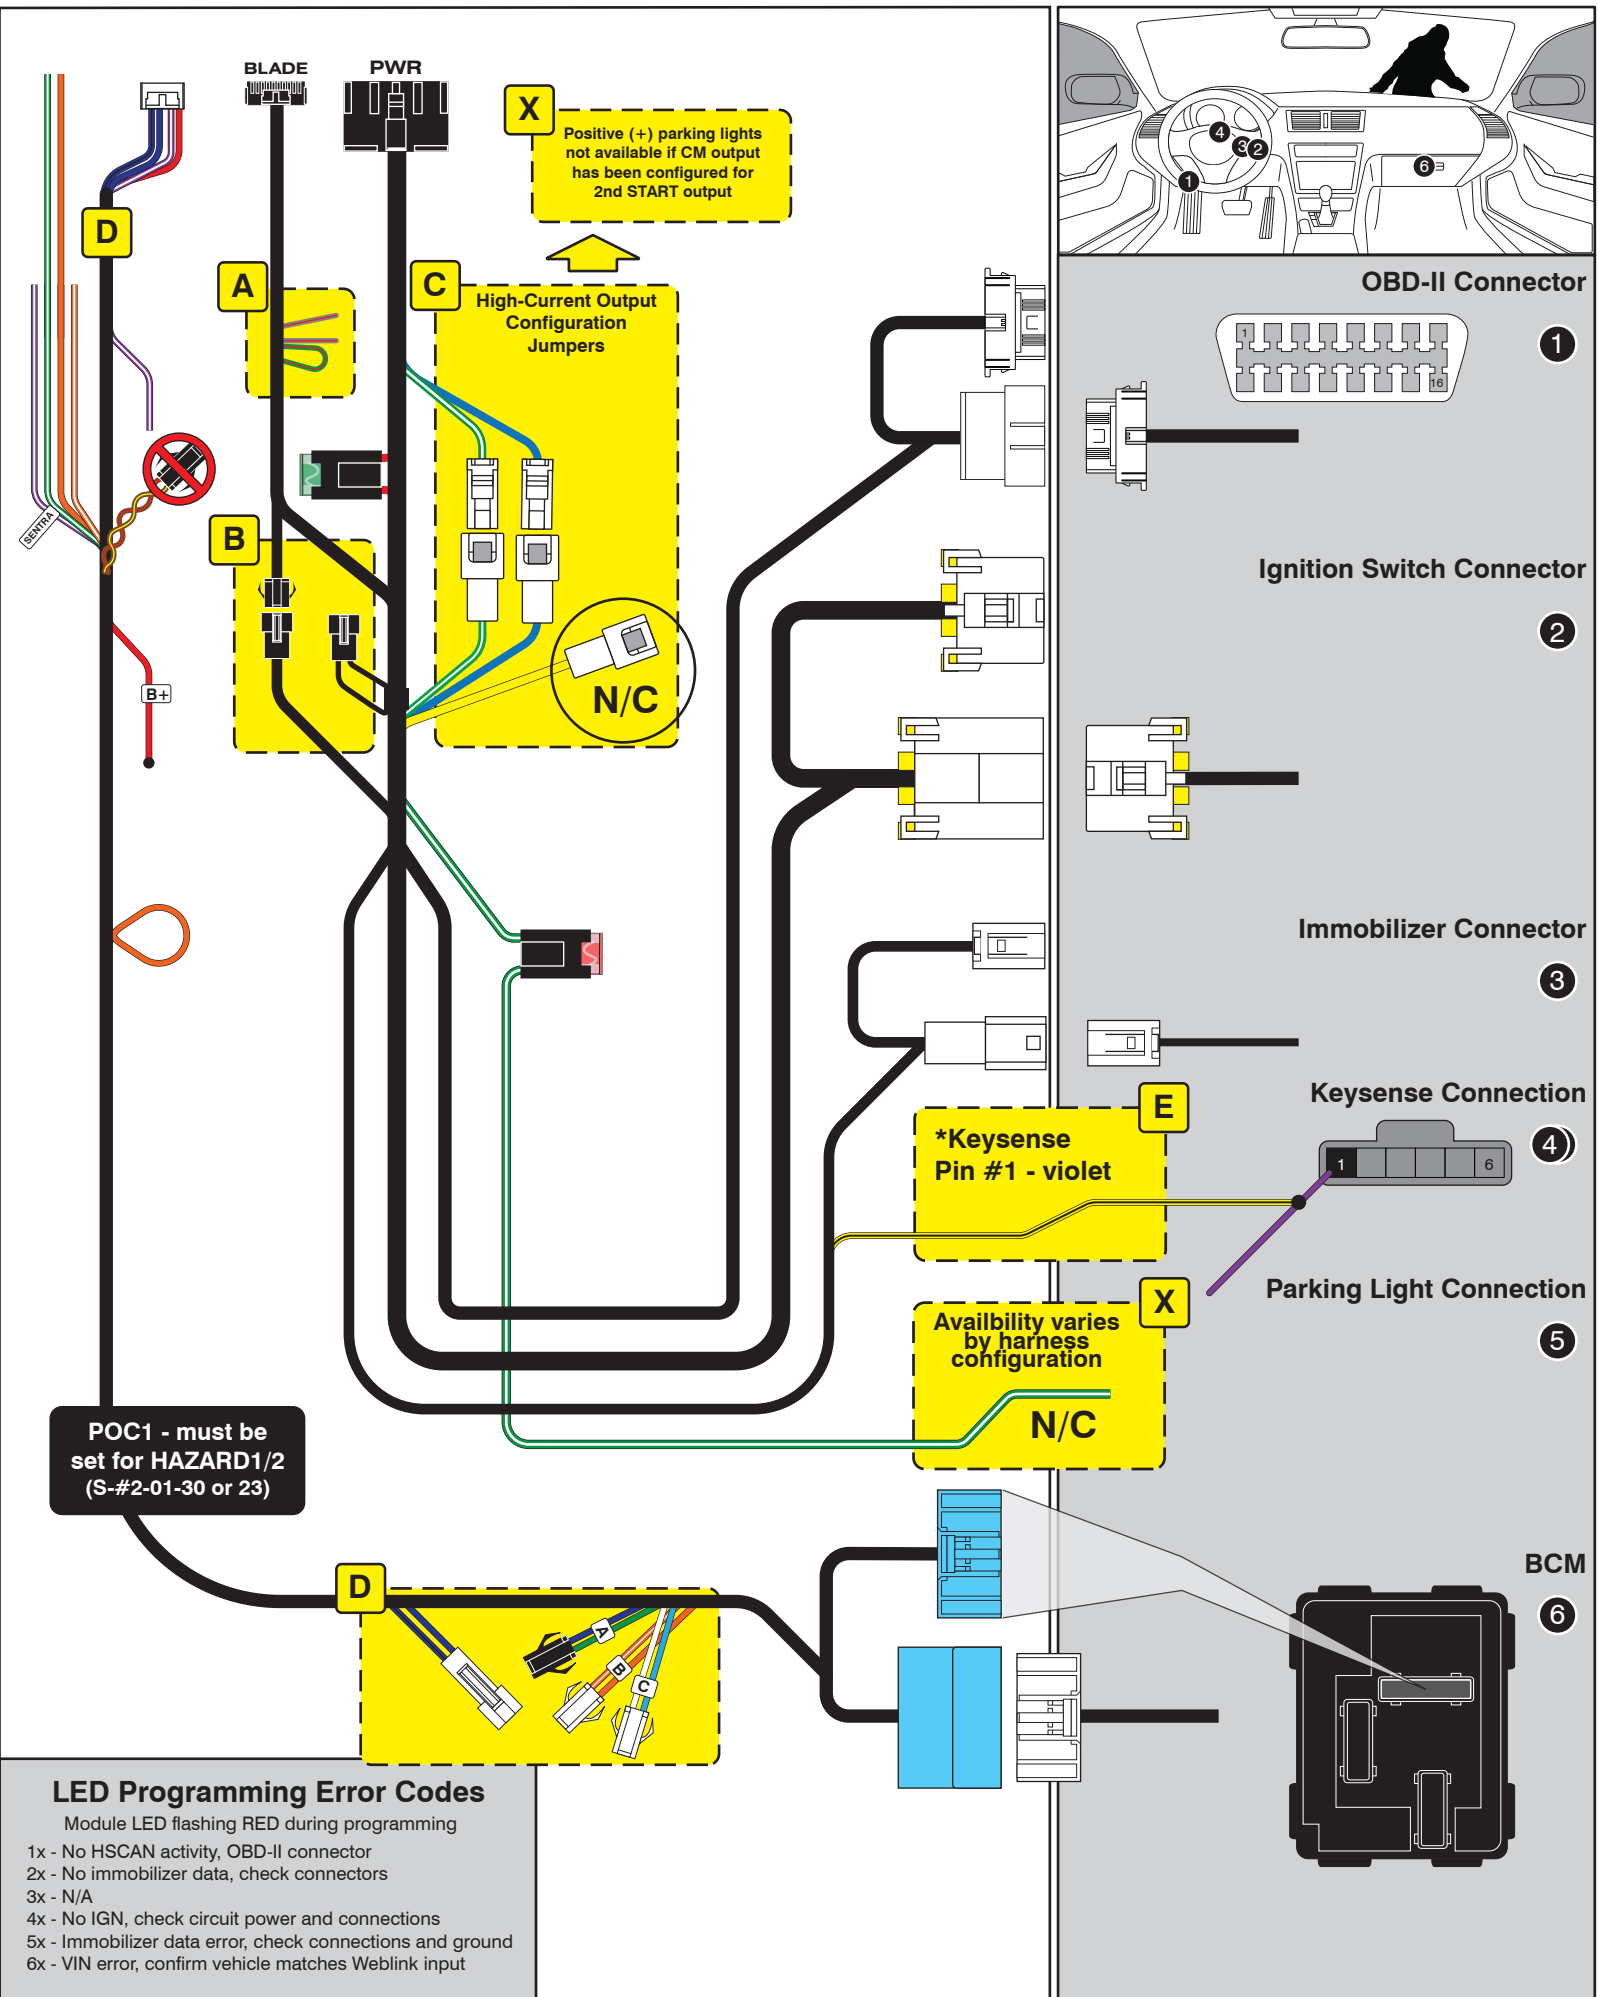 BLADE
PWR
X
Positive (+) parking lights
not available if CM output
has been configured for
2nd START output
D
A
C
High-Current Output
Configuration
Jumpers
SENTRA
B
B+
N/C
4
3
2
1
6
OBD-II Connector
1
1
16
Ignition Switch Connector
2
Immobilizer Connector
3
Keysense Connection
4
1
6
E
*Keysense
Pin #1 - violet
Parking Light Connection
5
X
Availbility varies
by harness
configuration
N/C
POC1 - must be
set for HAZARD1/2
(S-#2-01-30 or 23)
D
A
B
C
BCM
6
LED Programming Error Codes
Module LED flashing RED during programming
1x - No HSCAN activity, OBD-II connector
2x - No immobilizer data, check connectors
3x - N/A
4x - No IGN, check circuit power and connections
5x - Immobilizer data error, check connections and ground
6x - VIN error, confirm vehicle matches Weblink input